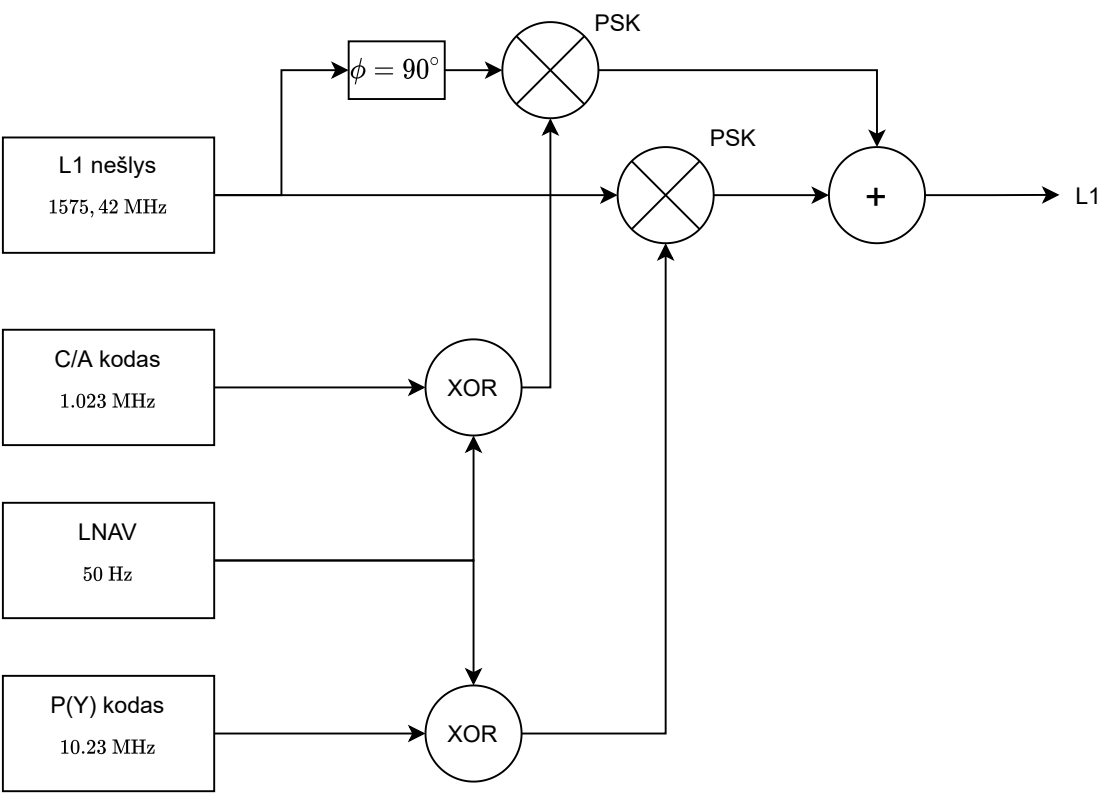 PSK
ϕ = 90°
PSK
L1 nešlys
1575, 42 MHz
+
L1
C/A kodas
1.023 MHz
XOR
LNAV
50 Hz
P(Y) kodas
10.23 MHz
XOR